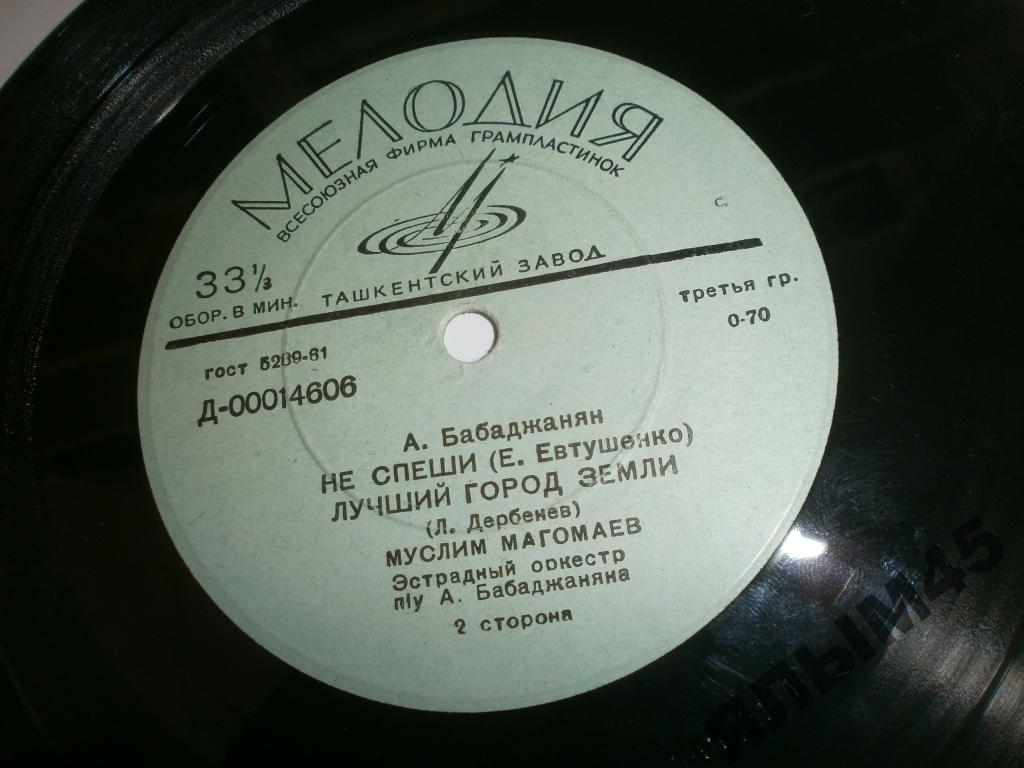 МЕЛОДИЯ
ВСЕСОЮЗНАЯ ФИРМА ГРАМПЛАСТИНОК
33⅓
ОБОР. В МИН. ТАШКЕНТСКИЙ ЗАВОД
третья гр.
0-70
гост 5289-61
Д-00014606
А. Бабаджанян
НЕ СПЕШИ (Е. Евтушенко)
ЛУЧШИЙ ГОРОД ЗЕМЛИ
(Л. Дербенев)
МУСЛИМ МАГОМАЕВ
Эстрадный оркестр
п/у А. Бабаджаняна
2 сторона
ЯЛЫМ45